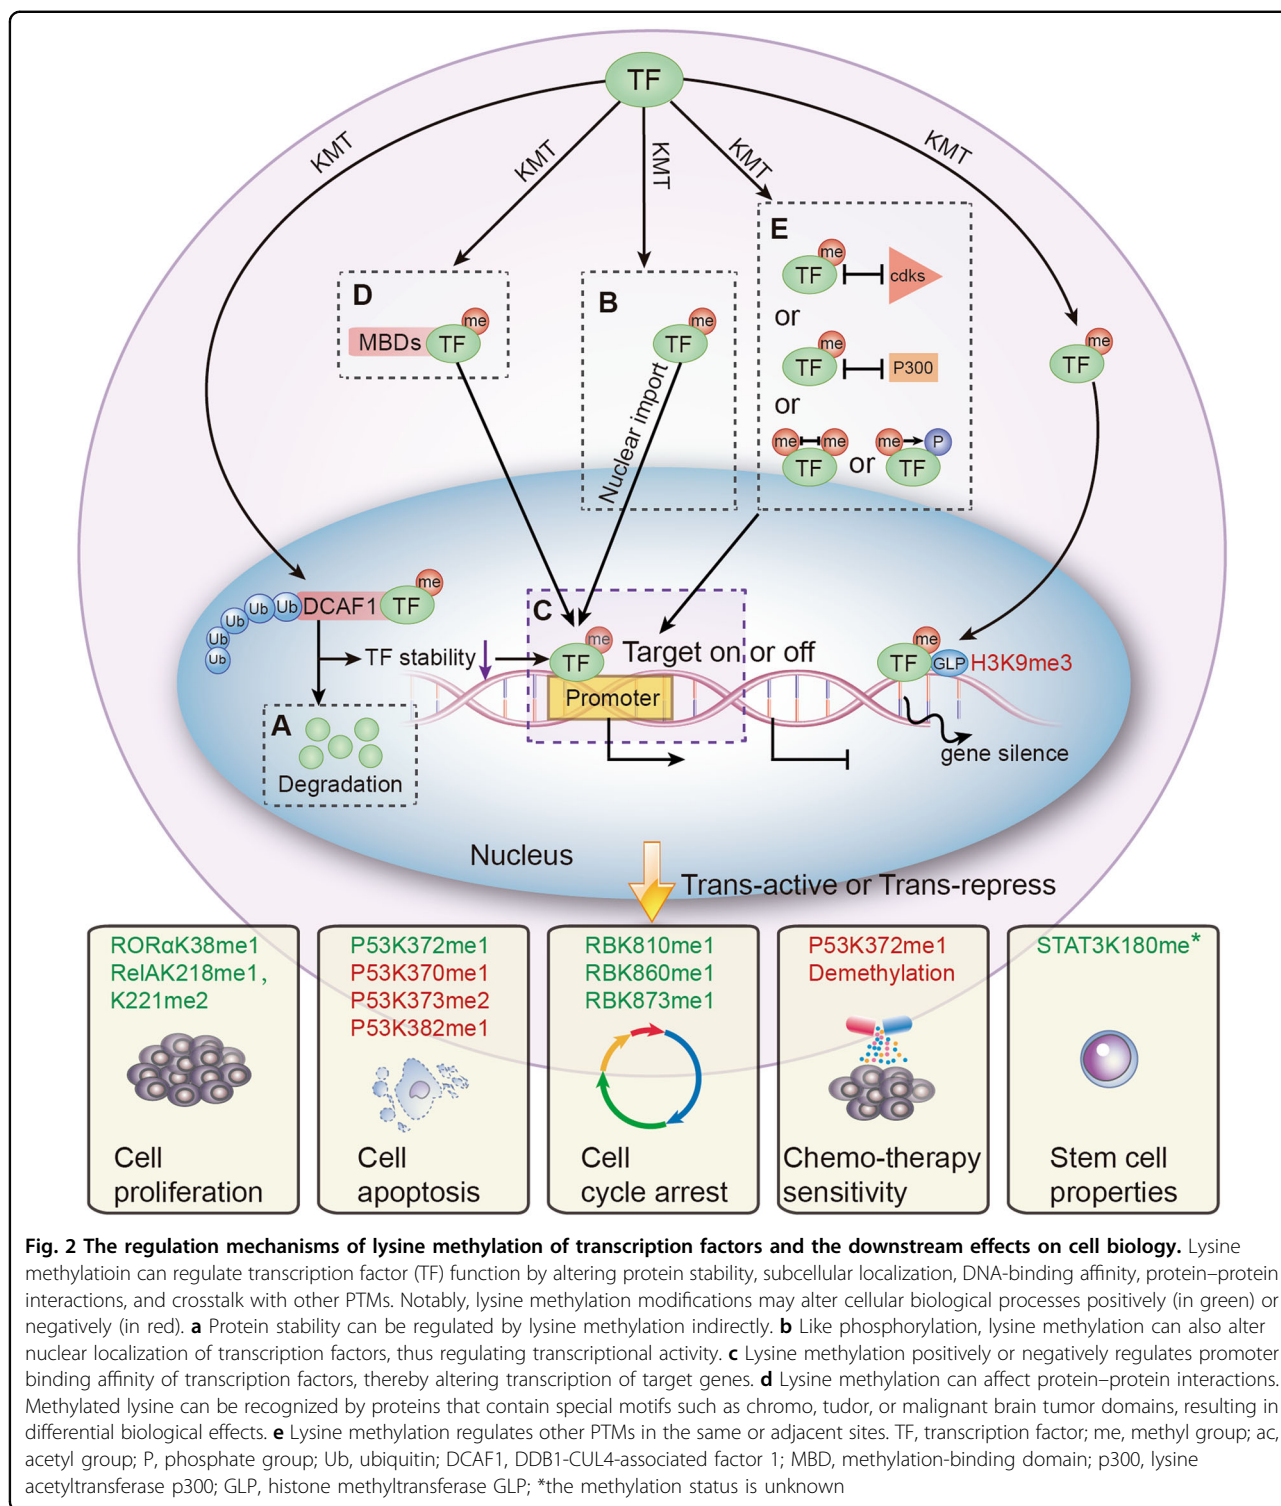 TF
KMT
KMT
KMT
KMT
KMT
E
me
TF
cdks
or
me
TF
P300
or
me
me
TF
or
me
P
TF
D
MBDs
TF
me
B
me
TF
Nuclear import
me
TF
Ub
Ub
Ub
Ub
Ub
DCAF1
TF
me
TF stability
A
Degradation
C
me
TF
Target on or off
Promoter
me
TF
GLP
H3K9me3
gene silence
Nucleus
Trans-active or Trans-repress
RORαK38me1
RelAK218me1,
K221me2
Cell
proliferation
P53K372me1
P53K370me1
P53K373me2
P53K382me1
Cell
apoptosis
RBK810me1
RBK860me1
RBK873me1
Cell
cycle arrest
P53K372me1
Demethylation
Chemo-therapy
sensitivity
STAT3K180me*
Stem cell
properties
Fig. 2 The regulation mechanisms of lysine methylation of transcription factors and the downstream effects on cell biology. Lysine
methylatioin can regulate transcription factor (TF) function by altering protein stability, subcellular localization, DNA-binding affinity, protein–protein
interactions, and crosstalk with other PTMs. Notably, lysine methylation modifications may alter cellular biological processes positively (in green) or
negatively (in red). a Protein stability can be regulated by lysine methylation indirectly. b Like phosphorylation, lysine methylation can also alter
nuclear localization of transcription factors, thus regulating transcriptional activity. c Lysine methylation positively or negatively regulates promoter
binding affinity of transcription factors, thereby altering transcription of target genes. d Lysine methylation can affect protein–protein interactions.
Methylated lysine can be recognized by proteins that contain special motifs such as chromo, tudor, or malignant brain tumor domains, resulting in
differential biological effects. e Lysine methylation regulates other PTMs in the same or adjacent sites. TF, transcription factor; me, methyl group; ac,
acetyl group; P, phosphate group; Ub, ubiquitin; DCAF1, DDB1-CUL4-associated factor 1; MBD, methylation-binding domain; p300, lysine
acetyltransferase p300; GLP, histone methyltransferase GLP; *the methylation status is unknown